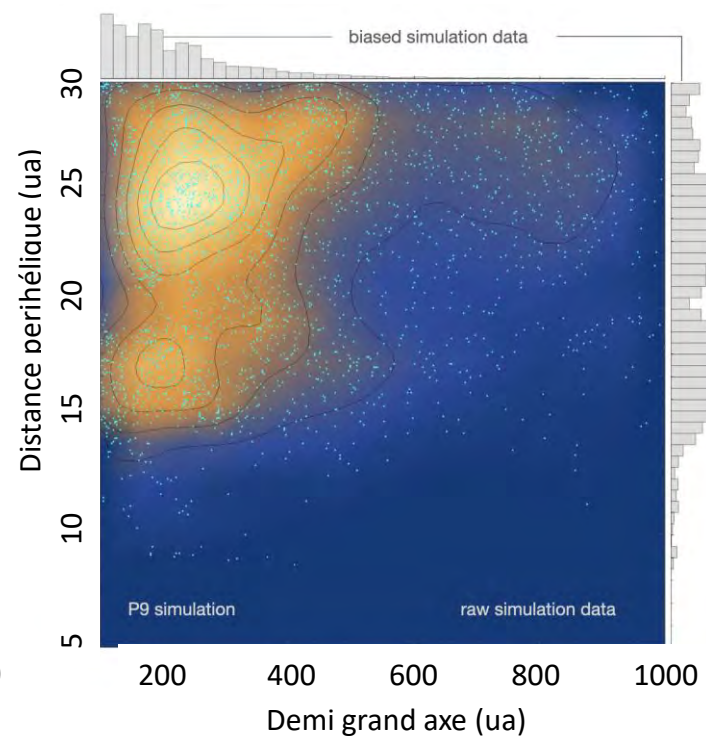 biased simulation data
30
25
20
15
10
5
Distance perihélique (ua)
P9 simulation
raw simulation data
200
400
600
800
1000
Demi grand axe (ua)